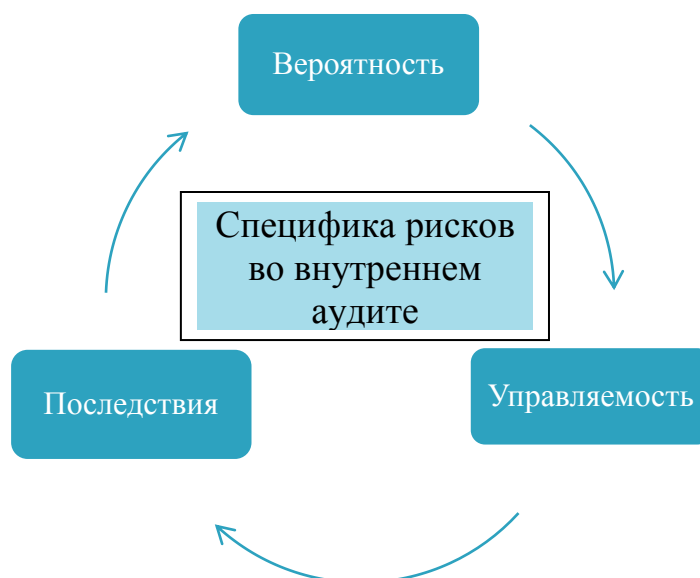 Вероятность
Специфика рисков
во внутреннем
аудите
Последствия
Управляемость